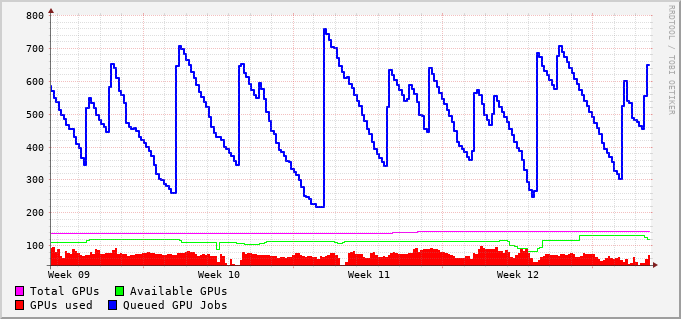 800
700
600
500
400
300
200
100
Week 09 Week 10 Week 11 Week 12
Total GPUs Available GPUs
GPUs used Queued GPU Jobs
RRDTOOL / TOBI OETIKER